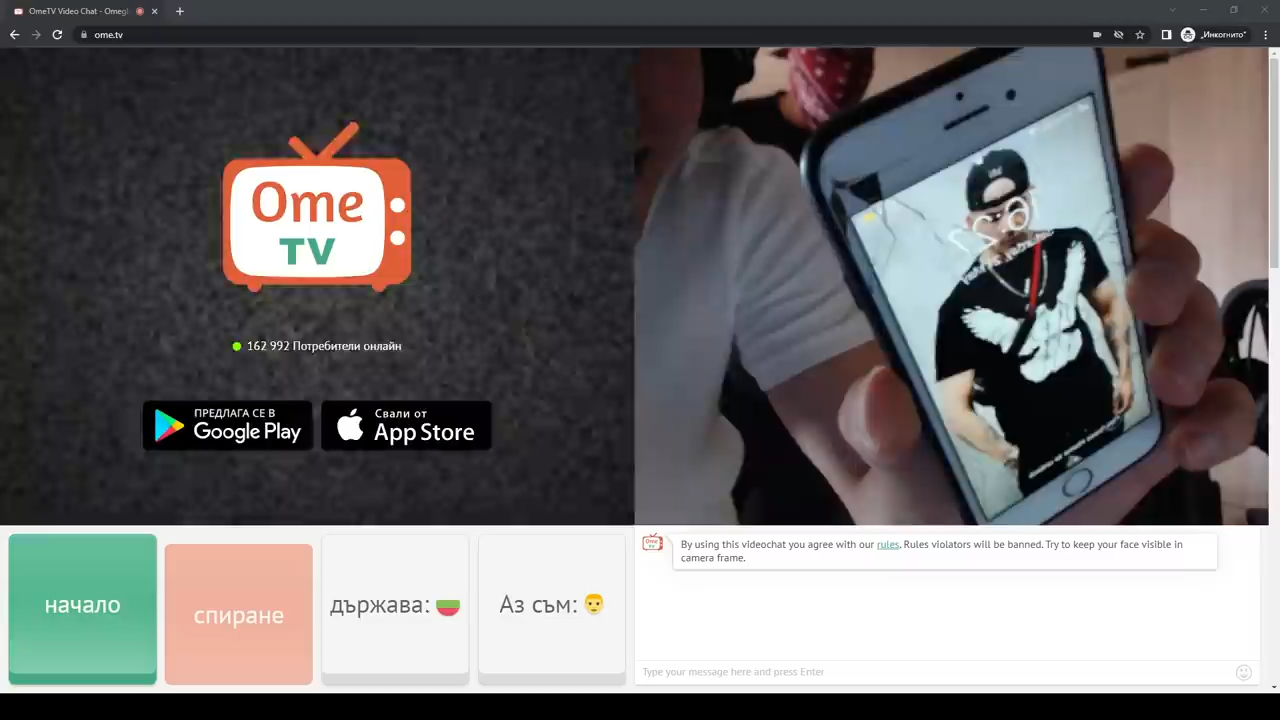 OmeTV Video Chat - Omegl
ome.tv
„Инкогнито“
Ome
TV
162 992 Потребители онлайн
ПРЕДЛАГА СЕ В
Google Play
Свали от
App Store
начало
спиране
държава:
Аз съм:
Ome
TV
By using this videochat you agree with our rules. Rules violators will be banned. Try to keep your face visible in
camera frame.
Type your message here and press Enter